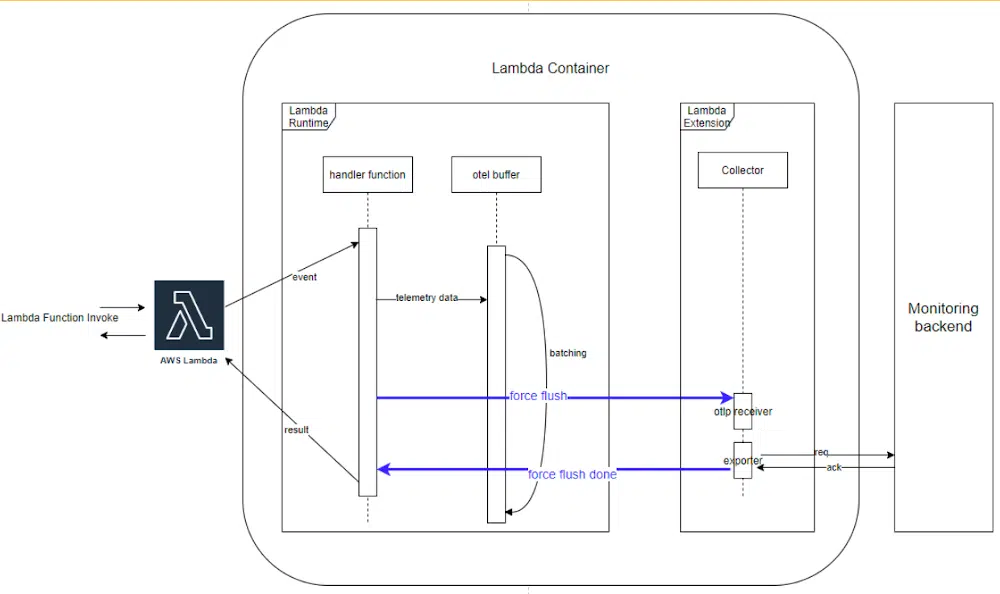 Lambda Container
Lambda
Runtime
Lambda
Extension
handler function
otel buffer
Collector
event
telemetry data
Lambda Function Invoke
AWS Lambda
Monitoring
backend
batching
force flush
otlp receiver
result
exporter
req
ack
force flush done